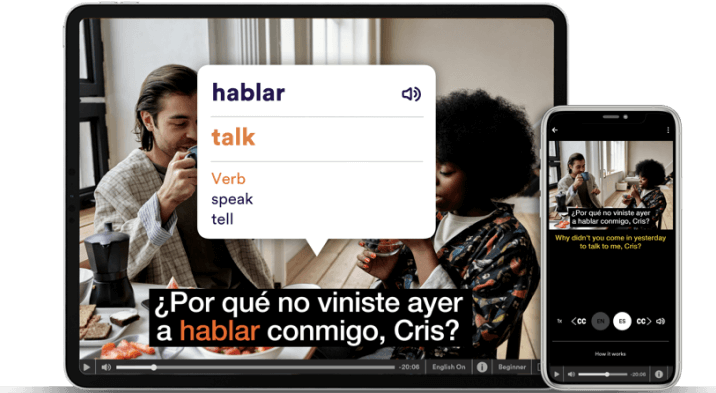 hablar
talk
Verb
speak
tell
¿Por qué no viniste ayer
a hablar conmigo, Cris?
-20:06
English On
Beginner
¿Por qué no viniste ayer
a hablar conmigo, Cris?
Why didn't you come in yesterday
to talk to me, Cris?
1x
CC
EN
ES
CC
How it works
-20:06